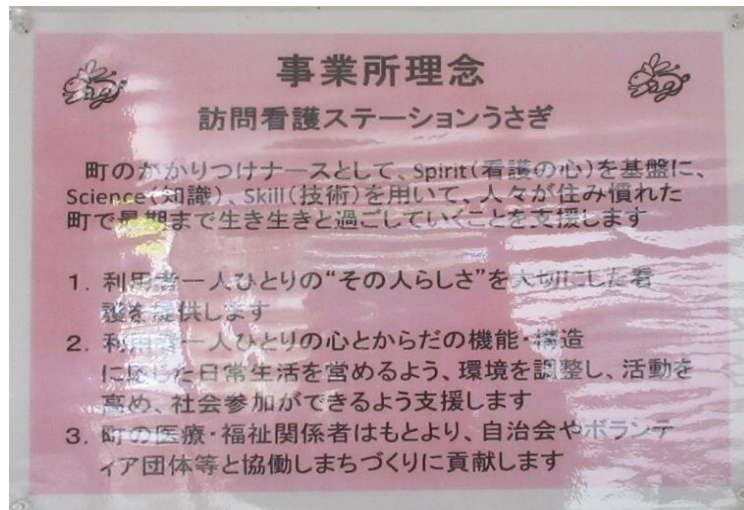 事業所理念
訪問看護ステーションうさぎ
町のかかりつけナースとして、Spirit(看護の心)を基盤に、
Science(知識)、Skill(技術)を用いて、人々が住み慣れた
町で最期まで生き生きと過ごしていくことを支援します
1. 利用者一人ひとりの“その人らしさ”を大切にした看
護を提供します
2. 利用者一人ひとりの心とからだの機能・構造
に応じた日常生活を営めるよう、環境を調整し、活動を
高め、社会参加ができるよう支援します
3. 町の医療・福祉関係者はもとより、自治会やボランテ
ィア団体等と協働しまちづくりに貢献します